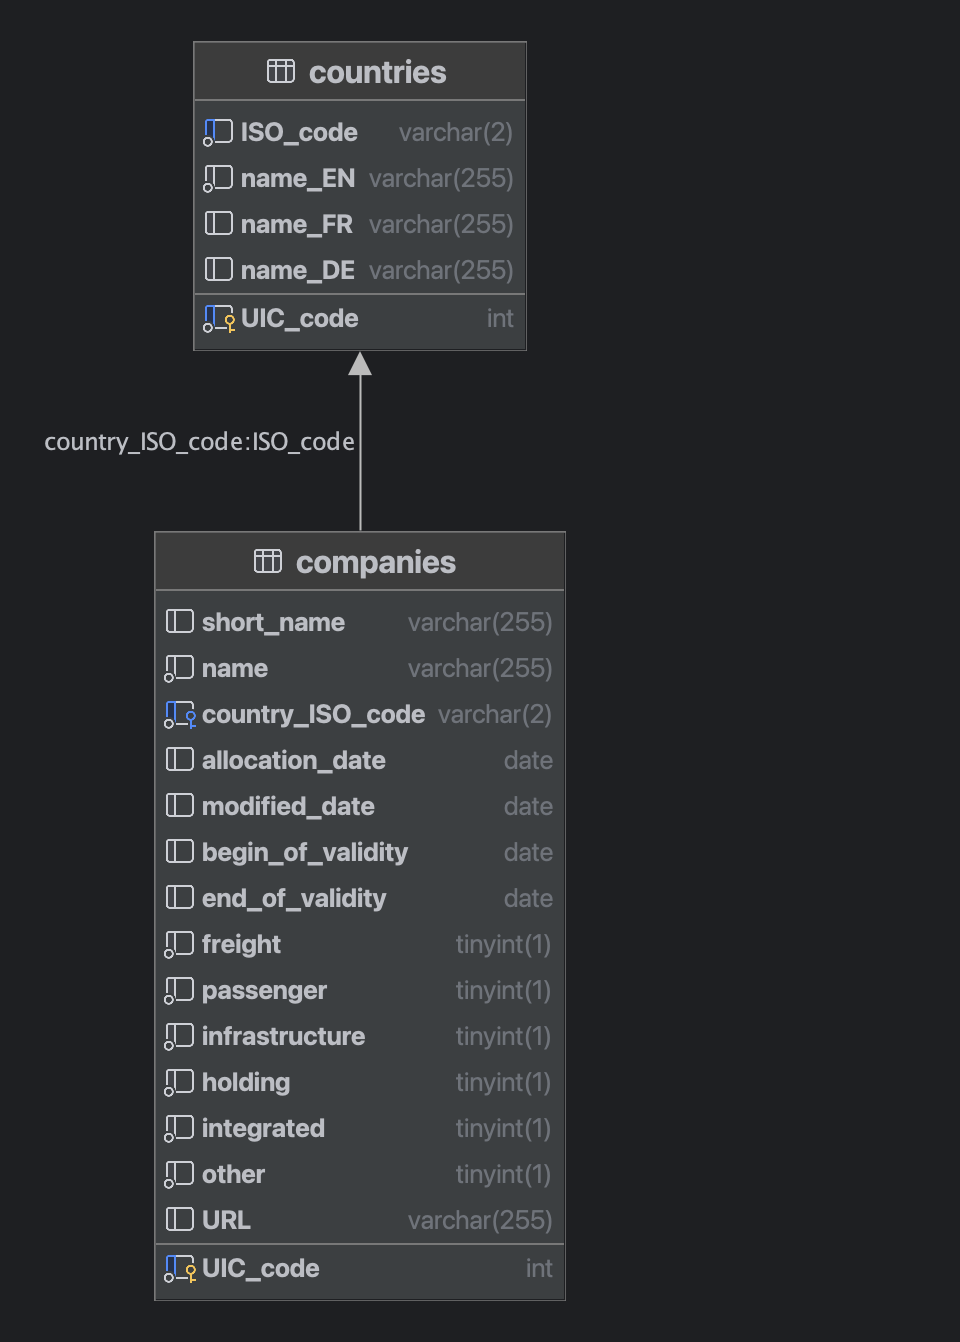 countries
ISO_code varchar(2)
name_EN varchar(255)
name_FR varchar(255)
name_DE varchar(255)
UIC_code int
country_ISO_code:ISO_code
companies
short_name varchar(255)
name varchar(255)
country_ISO_code varchar(2)
allocation_date date
modified_date date
begin_of_validity date
end_of_validity date
freight tinyint(1)
passenger tinyint(1)
infrastructure tinyint(1)
holding tinyint(1)
integrated tinyint(1)
other tinyint(1)
URL varchar(255)
UIC_code int